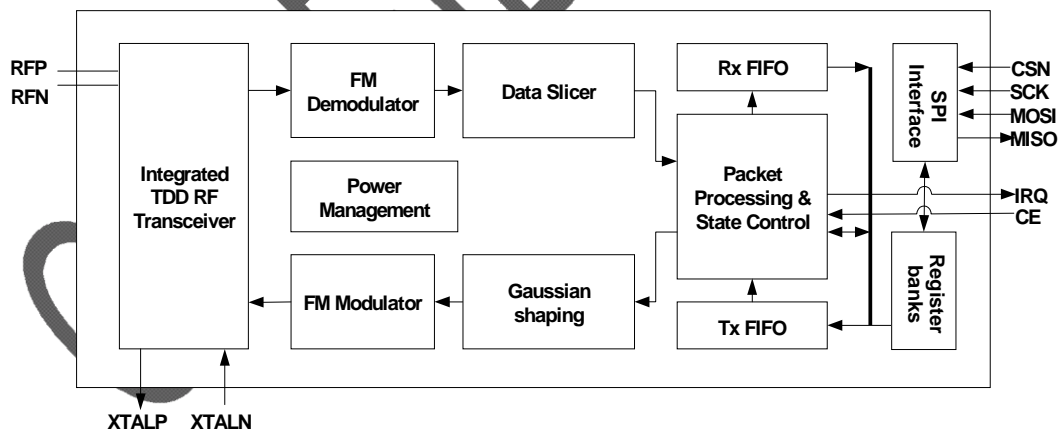 RFP
RFN
Integrated
TDD RF
Transceiver
FM
Demodulator
Data Slicer
Power
Management
FM Modulator
Gaussian
shaping
Rx FIFO
Packet
Processing &
State Control
Tx FIFO
SPI
Interface
Register
banks
CSN
SCK
MOSI
MISO
IRQ
CE
XTALP
XTALN